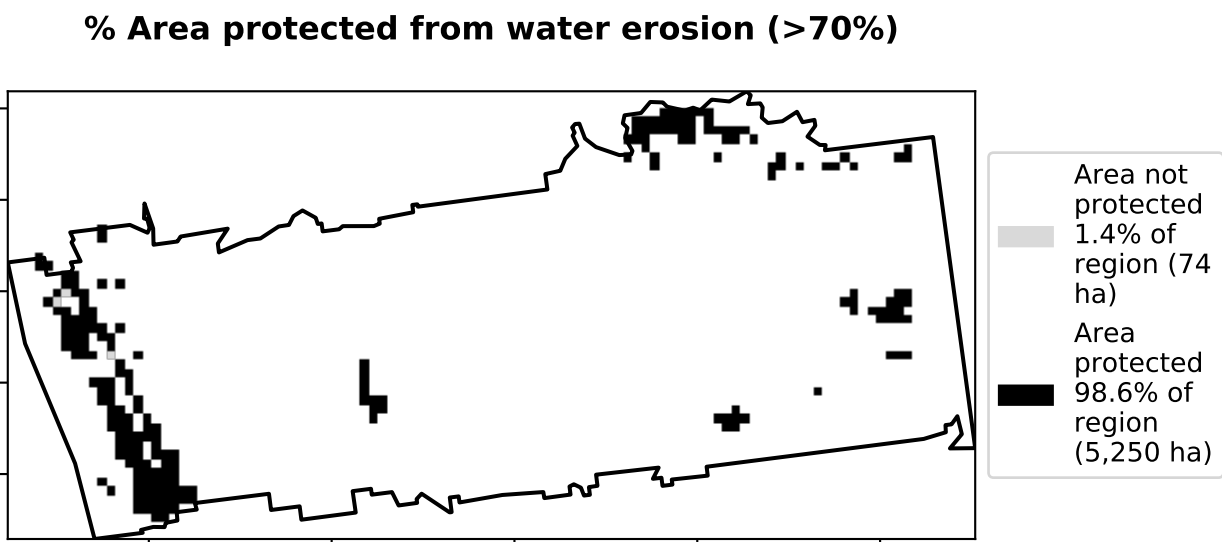 % Area protected from water erosion (>70%)
Area not
protected
1.4% of
region (74
ha)
Area
protected
98.6% of
region
(5,250 ha)